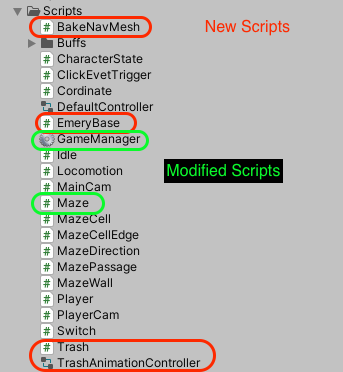 Scripts
New Scripts
BakeNavMesh
Buffs
CharacterState
ClickEvetTrigger
Cordinate
DefaultController
EmeryBase
GameManager
Idle
Locomotion
Modified Scripts
MainCam
Maze
MazeCell
MazeCellEdge
MazeDirection
MazePassage
MazeWall
Player
PlayerCam
Switch
Trash
TrashAnimationController